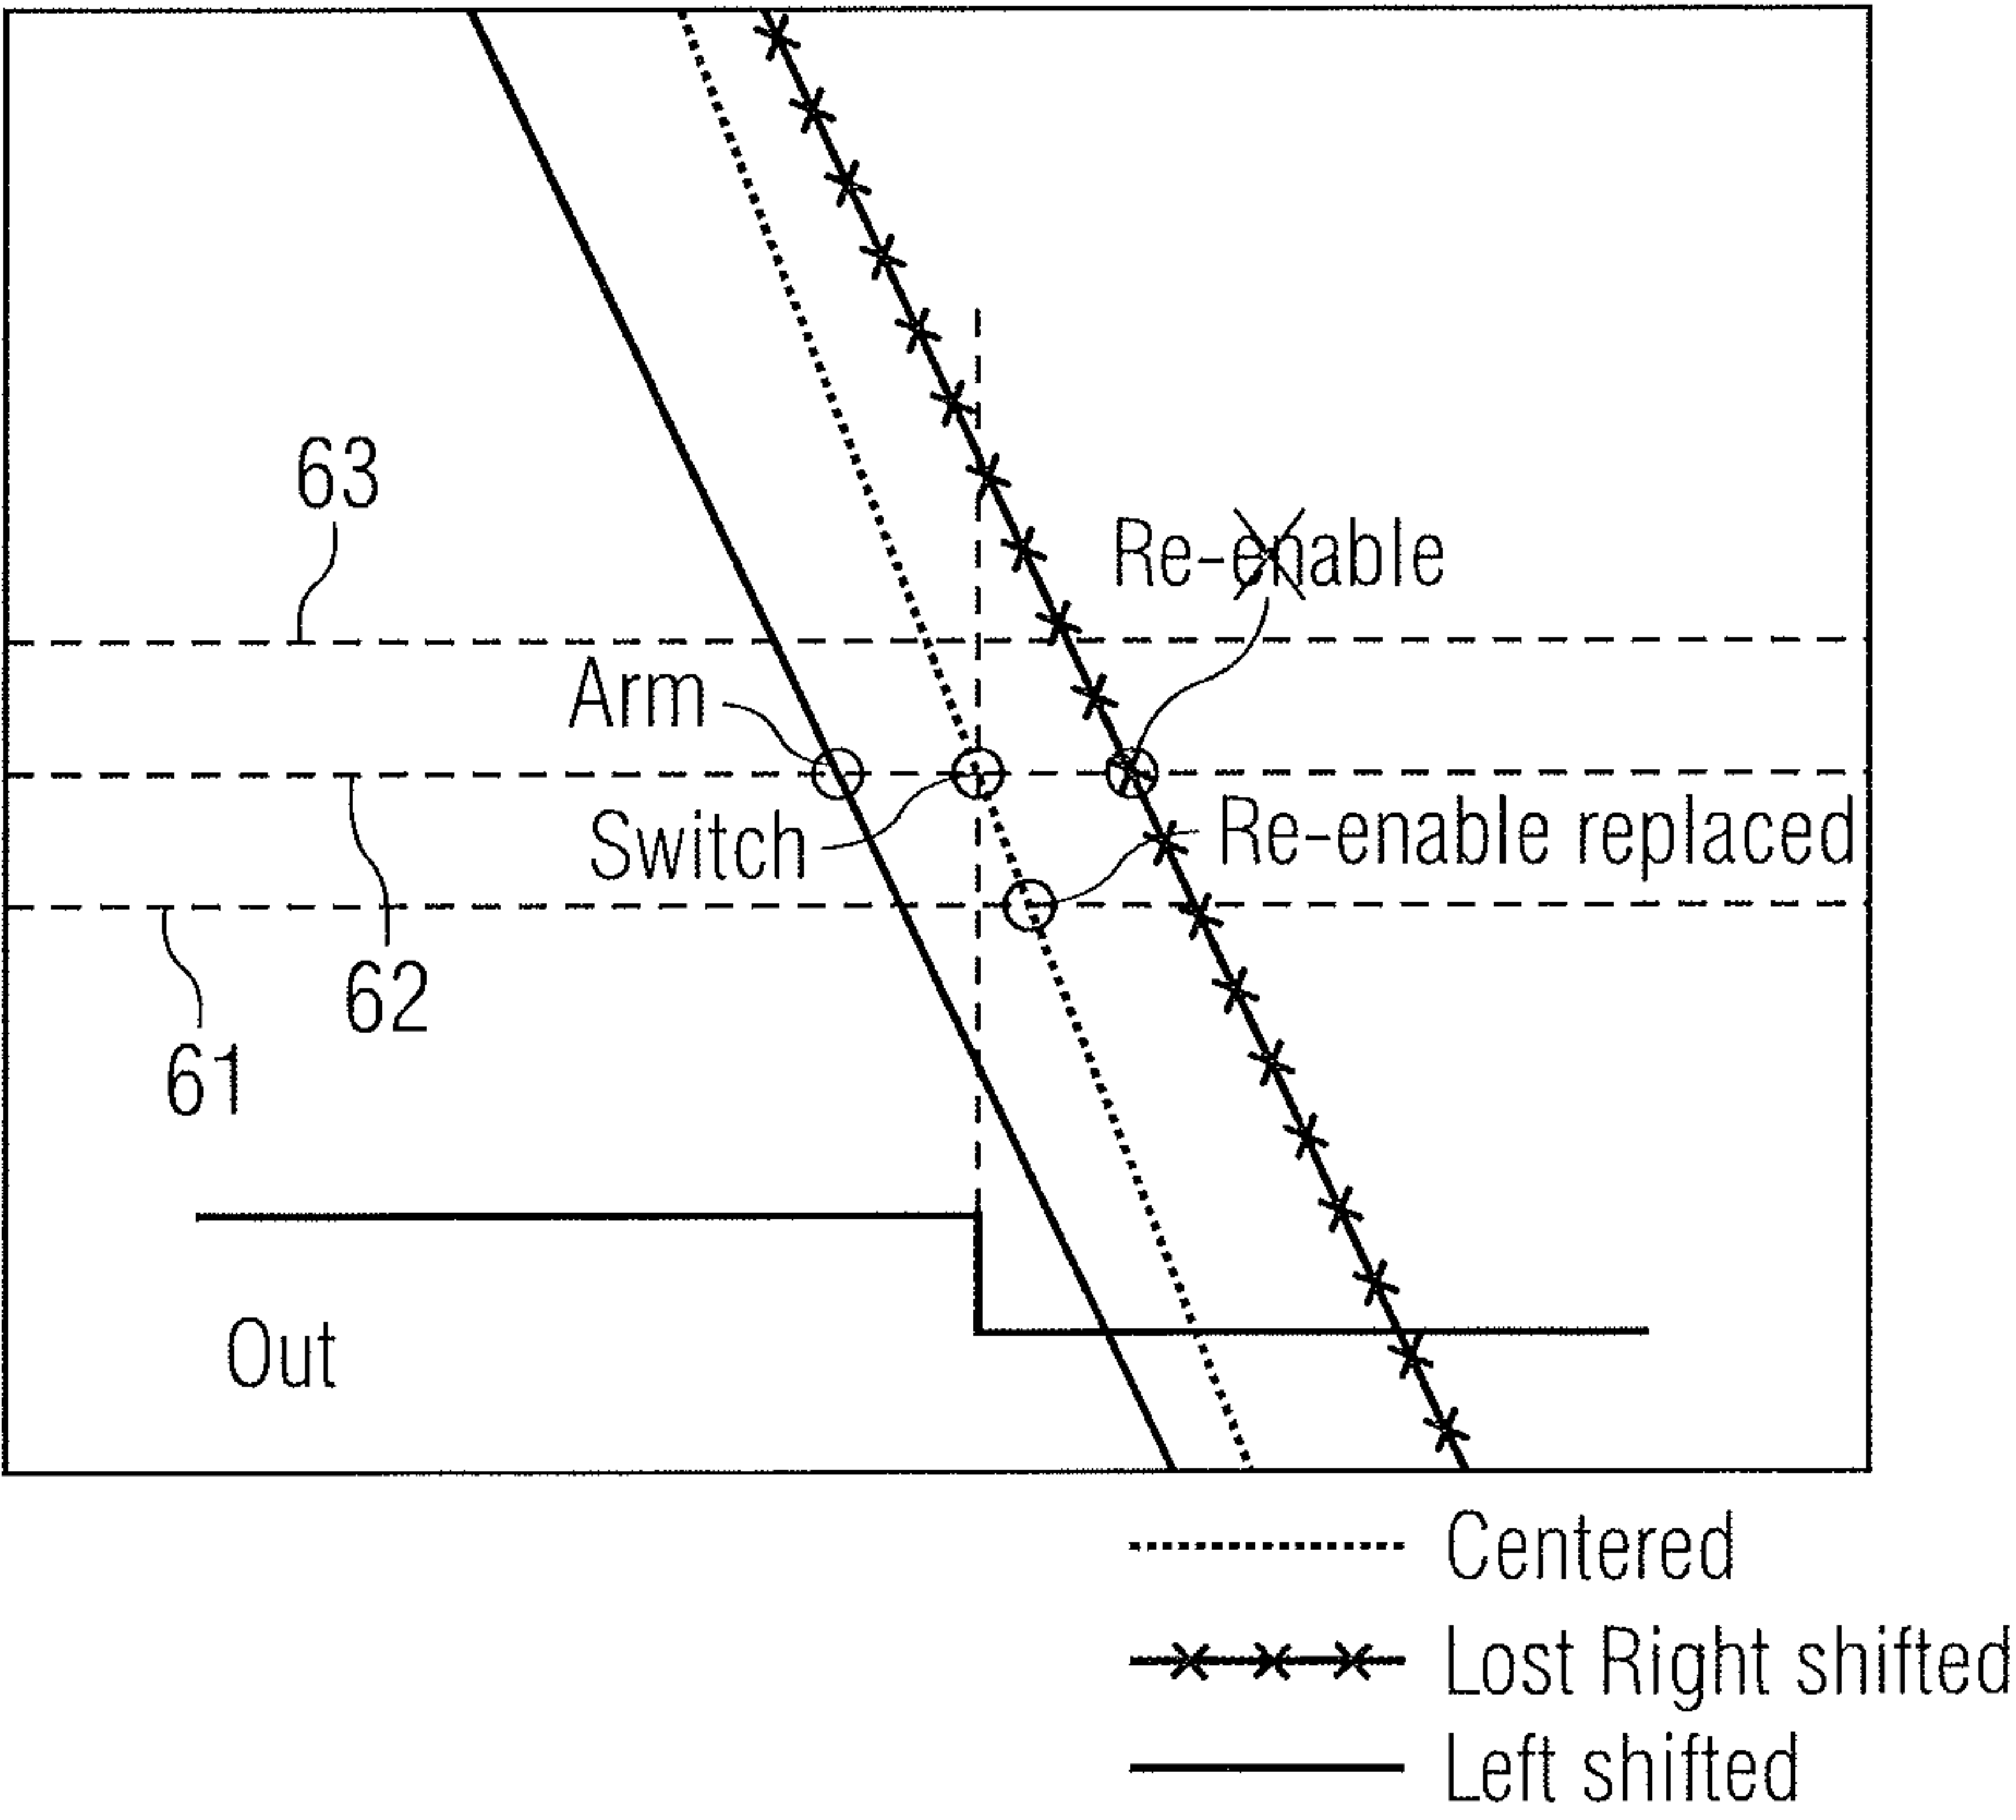 63
Re-enable
Arm
Switch
Re-enable replaced
62
61
Out
Centered
Lost Right shifted
Left shifted